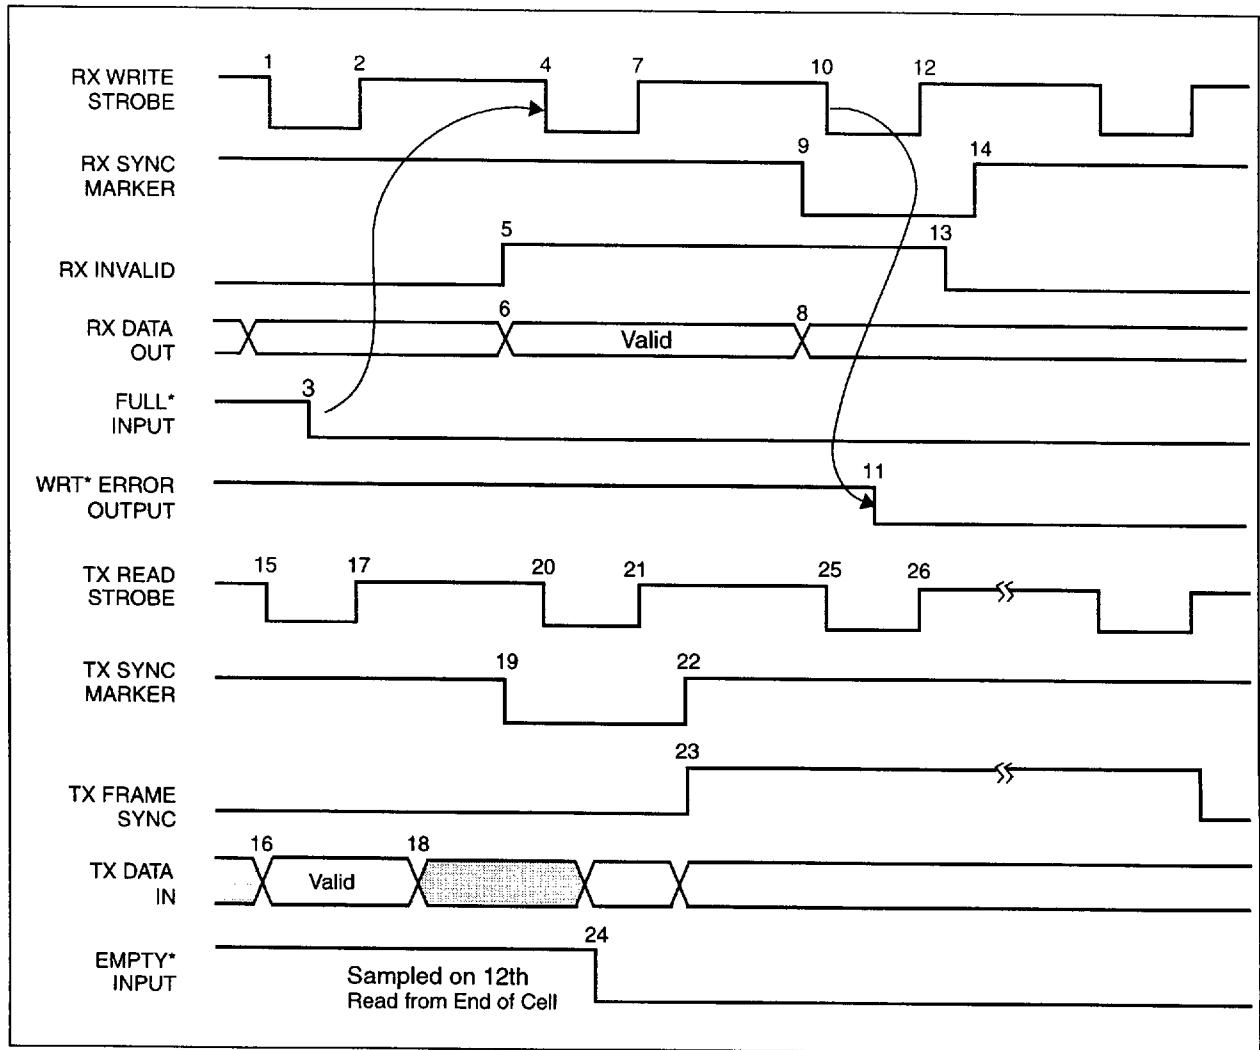 1 2 4 7 10 12
RX WRITE
STROBE
9 14
RX SYNC
MARKER
5 13
RX INVALID
6 8
RX DATA
OUT
Valid
3
FULL*
INPUT
11
WRT* ERROR
OUTPUT
15 17 20 21 25 26
TX READ
STROBE
19 22
TX SYNC
MARKER
23
TX FRAME
SYNC
16 18
TX DATA
IN
Valid
24
EMPTY*
INPUT
Sampled on 12th
Read from End of Cell